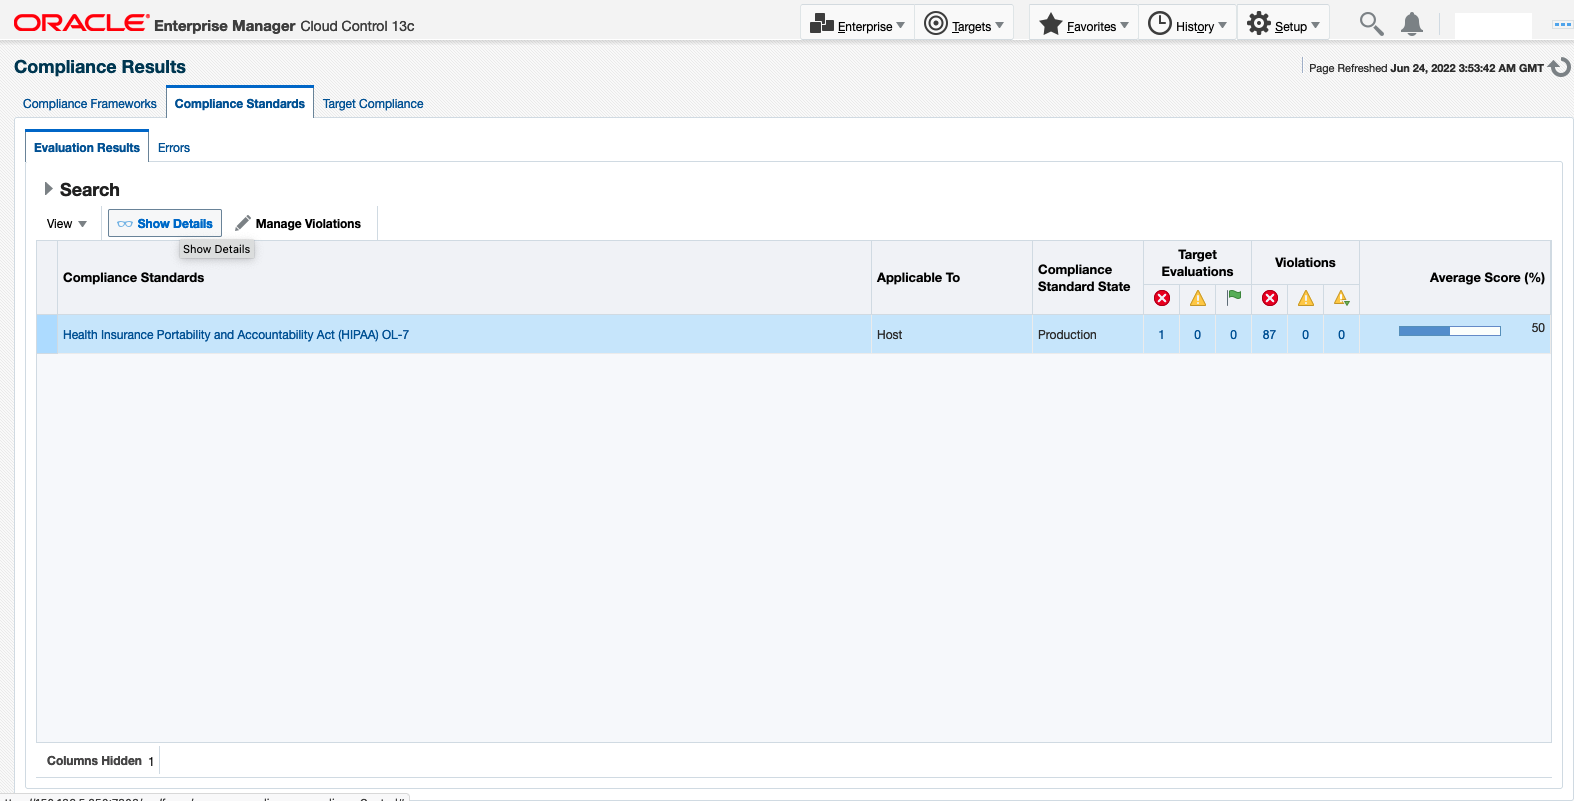 ORACLE Enterprise Manager Cloud Control 13c
Enterprise Targets Favorites History Setup
Compliance Results
Page Refreshed Jun 24, 2022 3:53:42 AM GMT
Compliance Frameworks Compliance Standards Target Compliance
Evaluation Results Errors
Search
View Show Details Manage Violations
Show Details
Compliance Standards Applicable To Compliance Standard State Target Evaluations Violations Average Score (%)
Health Insurance Portability and Accountability Act (HIPAA) OL-7 Host Production 1 0 0 87 0 0 50
Columns Hidden 1